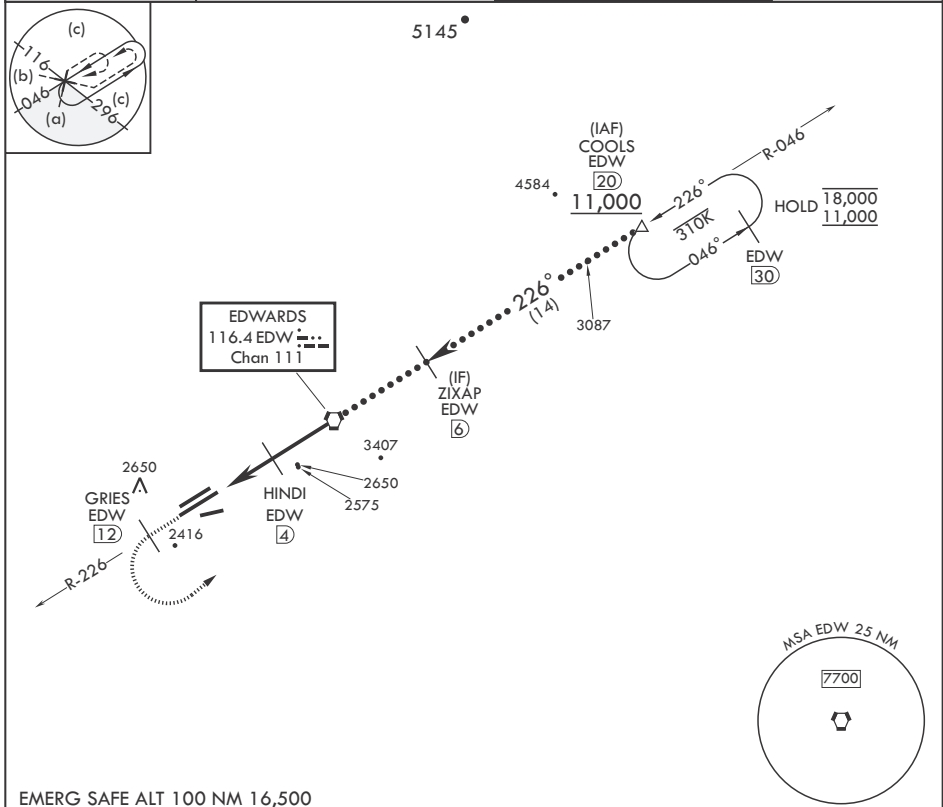 5145
(c)
116
(b)
046
(c)
296
(a)
(IAF)
COOLS
EDW
20
11,000
4584
R-046
226°
310K
046°
HOLD 18,000
11,000
EDW
30
226°
(14)
3087
EDWARDS
116.4 EDW
Chan 111
(IF)
ZIXAP
EDW
6
3407
2650
2575
HINDI
EDW
4
2650
GRIES
EDW
12
2416
R-226
MSA EDW 25 NM
7700
EMERG SAFE ALT 100 NM 16,500